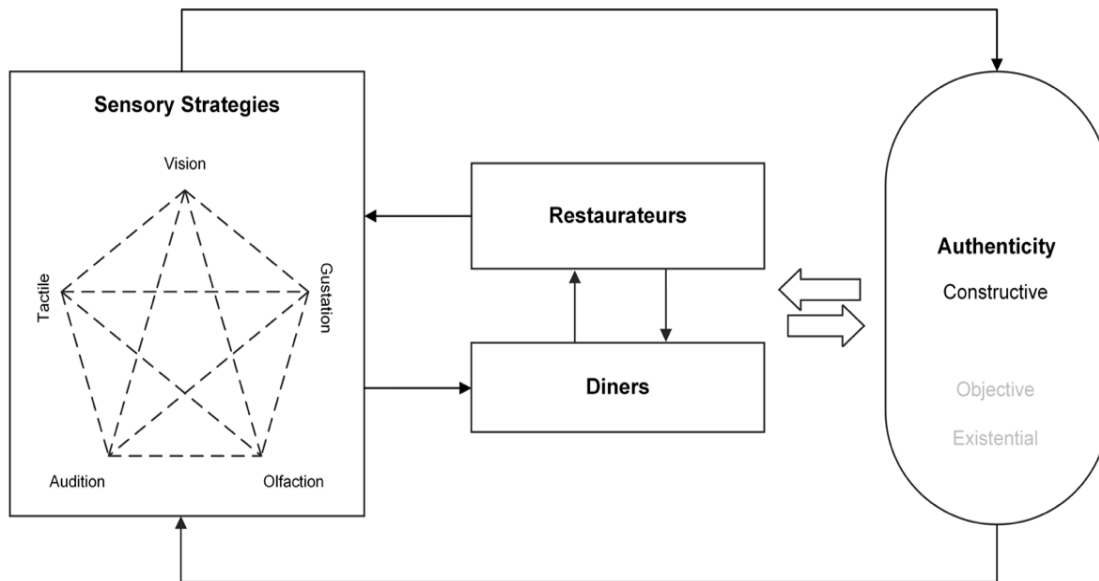 Sensory Strategies
Vision
Tactile
Gustation
Audition
Olfaction
Restaurateurs
Diners
Authenticity
Constructive
Objective
Existential